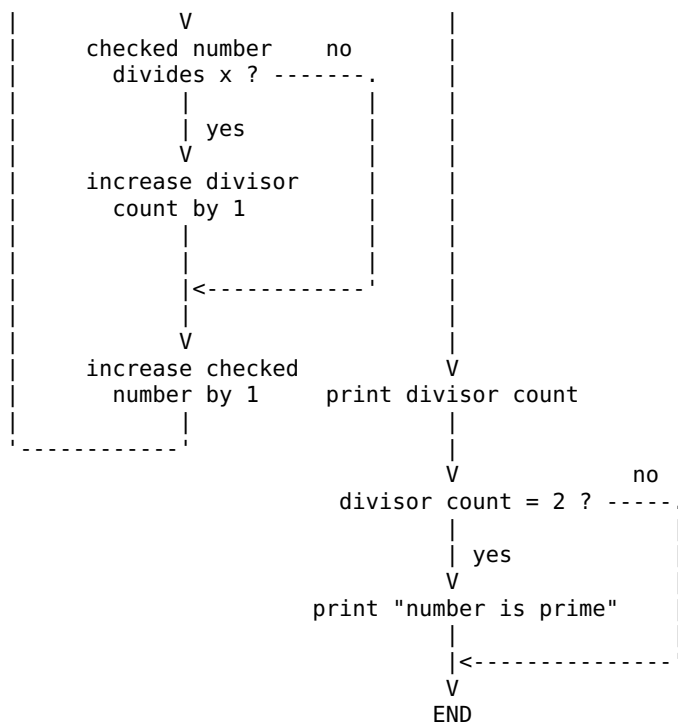 |            V                   |
|     checked number    no       |
|       divides x ? -------.     |
|            |             |     |
|            | yes         |     |
|            V             |     |
|     increase divisor     |     |
|       count by 1         |     |
|            |             |     |
|            |             |     |
|            |<------------'     |
|            |                   |
|            V                   |
|     increase checked           V
|       number by 1     print divisor count
|            |                   |
'------------'                   |
                                 V             no
                        divisor count = 2 ? -----.
                                 |                |
                                 | yes            |
                                 V                |
                      print "number is prime"     |
                                 |                |
                                 |<---------------'
                                 V
                                END